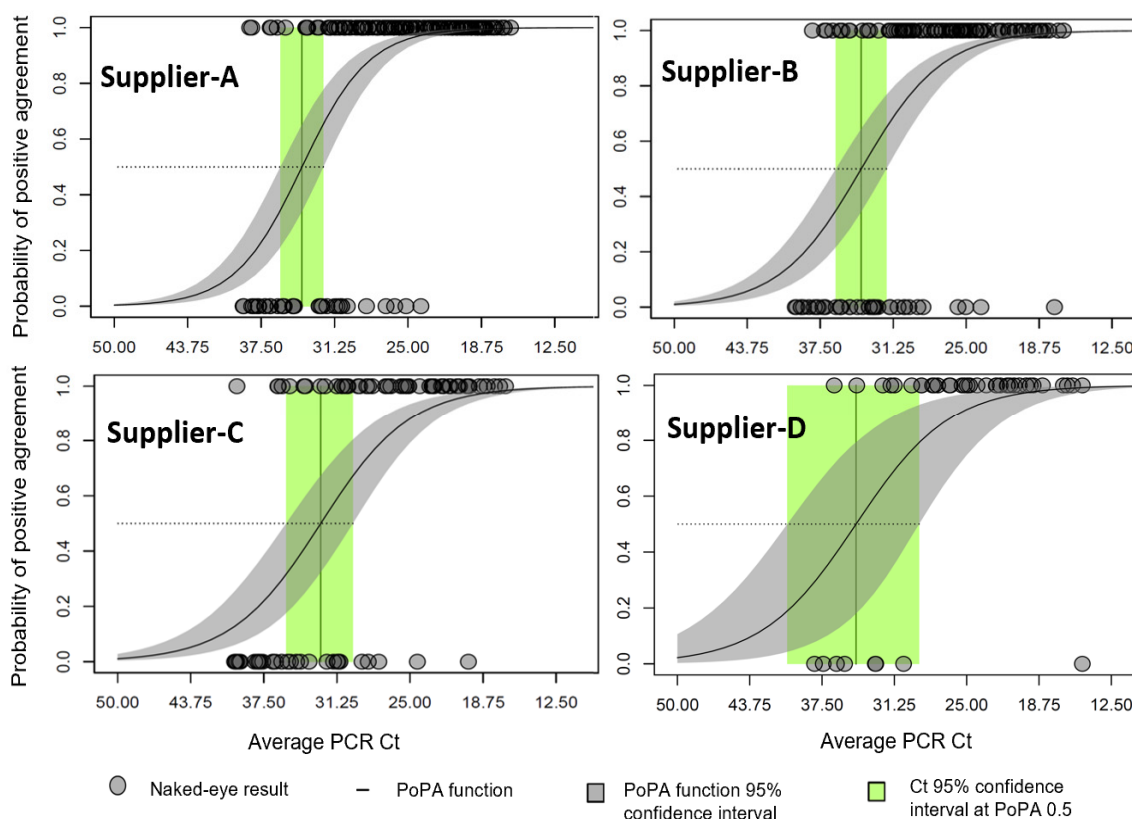 Probability of positive agreement
1.0
0.8
0.6
0.4
0.2
0.0
Supplier-A
50.00 43.75 37.50 31.25 25.00 18.75 12.50
1.0
0.8
0.6
0.4
0.2
0.0
Supplier-B
50.00 43.75 37.50 31.25 25.00 18.75 12.50
Probability of positive agreement
1.0
0.8
0.6
0.4
0.2
0.0
Supplier-C
50.00 43.75 37.50 31.25 25.00 18.75 12.50
Average PCR Ct
1.0
0.8
0.6
0.4
0.2
0.0
Supplier-D
50.00 43.75 37.50 31.25 25.00 18.75 12.50
Average PCR Ct
Naked-eye result
PoPA function
PoPA function 95%
confidence interval
Ct 95% confidence
interval at PoPA 0.5